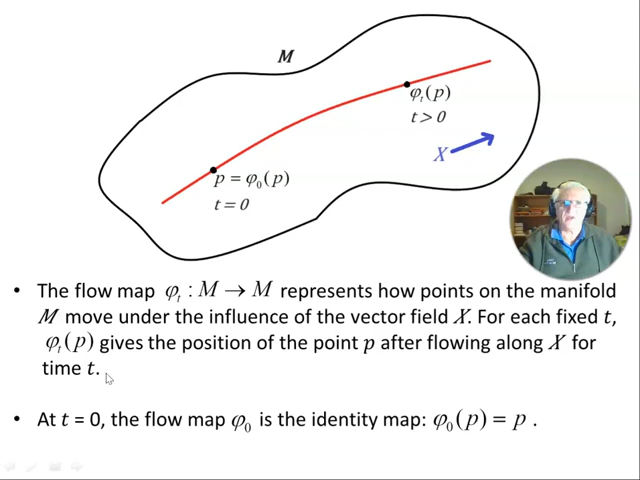 M
φₜ(p)
t > 0
X
p = φ₀(p)
t = 0
• The flow map φₜ : M → M represents how points on the manifold
M move under the influence of the vector field X. For each fixed t,
φₜ(p) gives the position of the point p after flowing along X for
time t.
• At t = 0, the flow map φ₀ is the identity map: φ₀(p) = p .